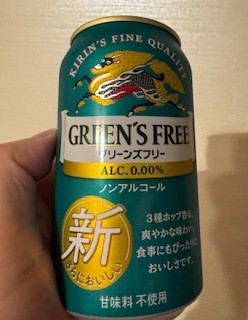 KIRIN'S FINE QUALITY
GREEN'S FREE
グリーンズフリー
ALC.0.00%
ノンアルコール
新
さらにおいしい
3種ホップ香る、
爽やかな味わい。
食事にもぴったりな
おいしさです。
甘味料 不使用